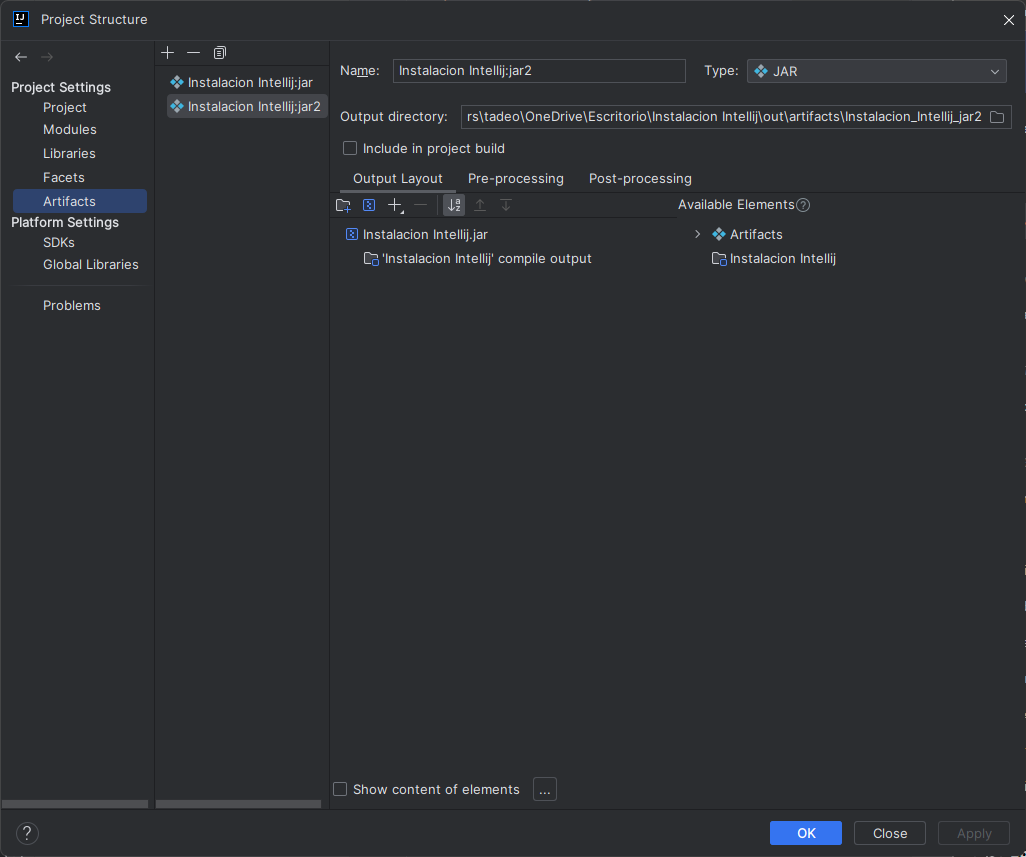 IJ
Project Structure
Project Settings
Project
Modules
Libraries
Facets
Artifacts
Platform Settings
SDKs
Global Libraries
Problems
Instalacion Intellij:jar
Instalacion Intellij:jar2
Name:
Instalacion Intellij:jar2
Type:
JAR
Output directory:
rs\tadeo\OneDrive\Escritorio\Instalacion Intellij\out\artifacts\Instalacion_Intellij_jar2
Include in project build
Output Layout
Pre-processing
Post-processing
Available Elements
?
Instalacion Intellij.jar
'Instalacion Intellij' compile output
Artifacts
Instalacion Intellij
Show content of elements
...
?
OK
Close
Apply